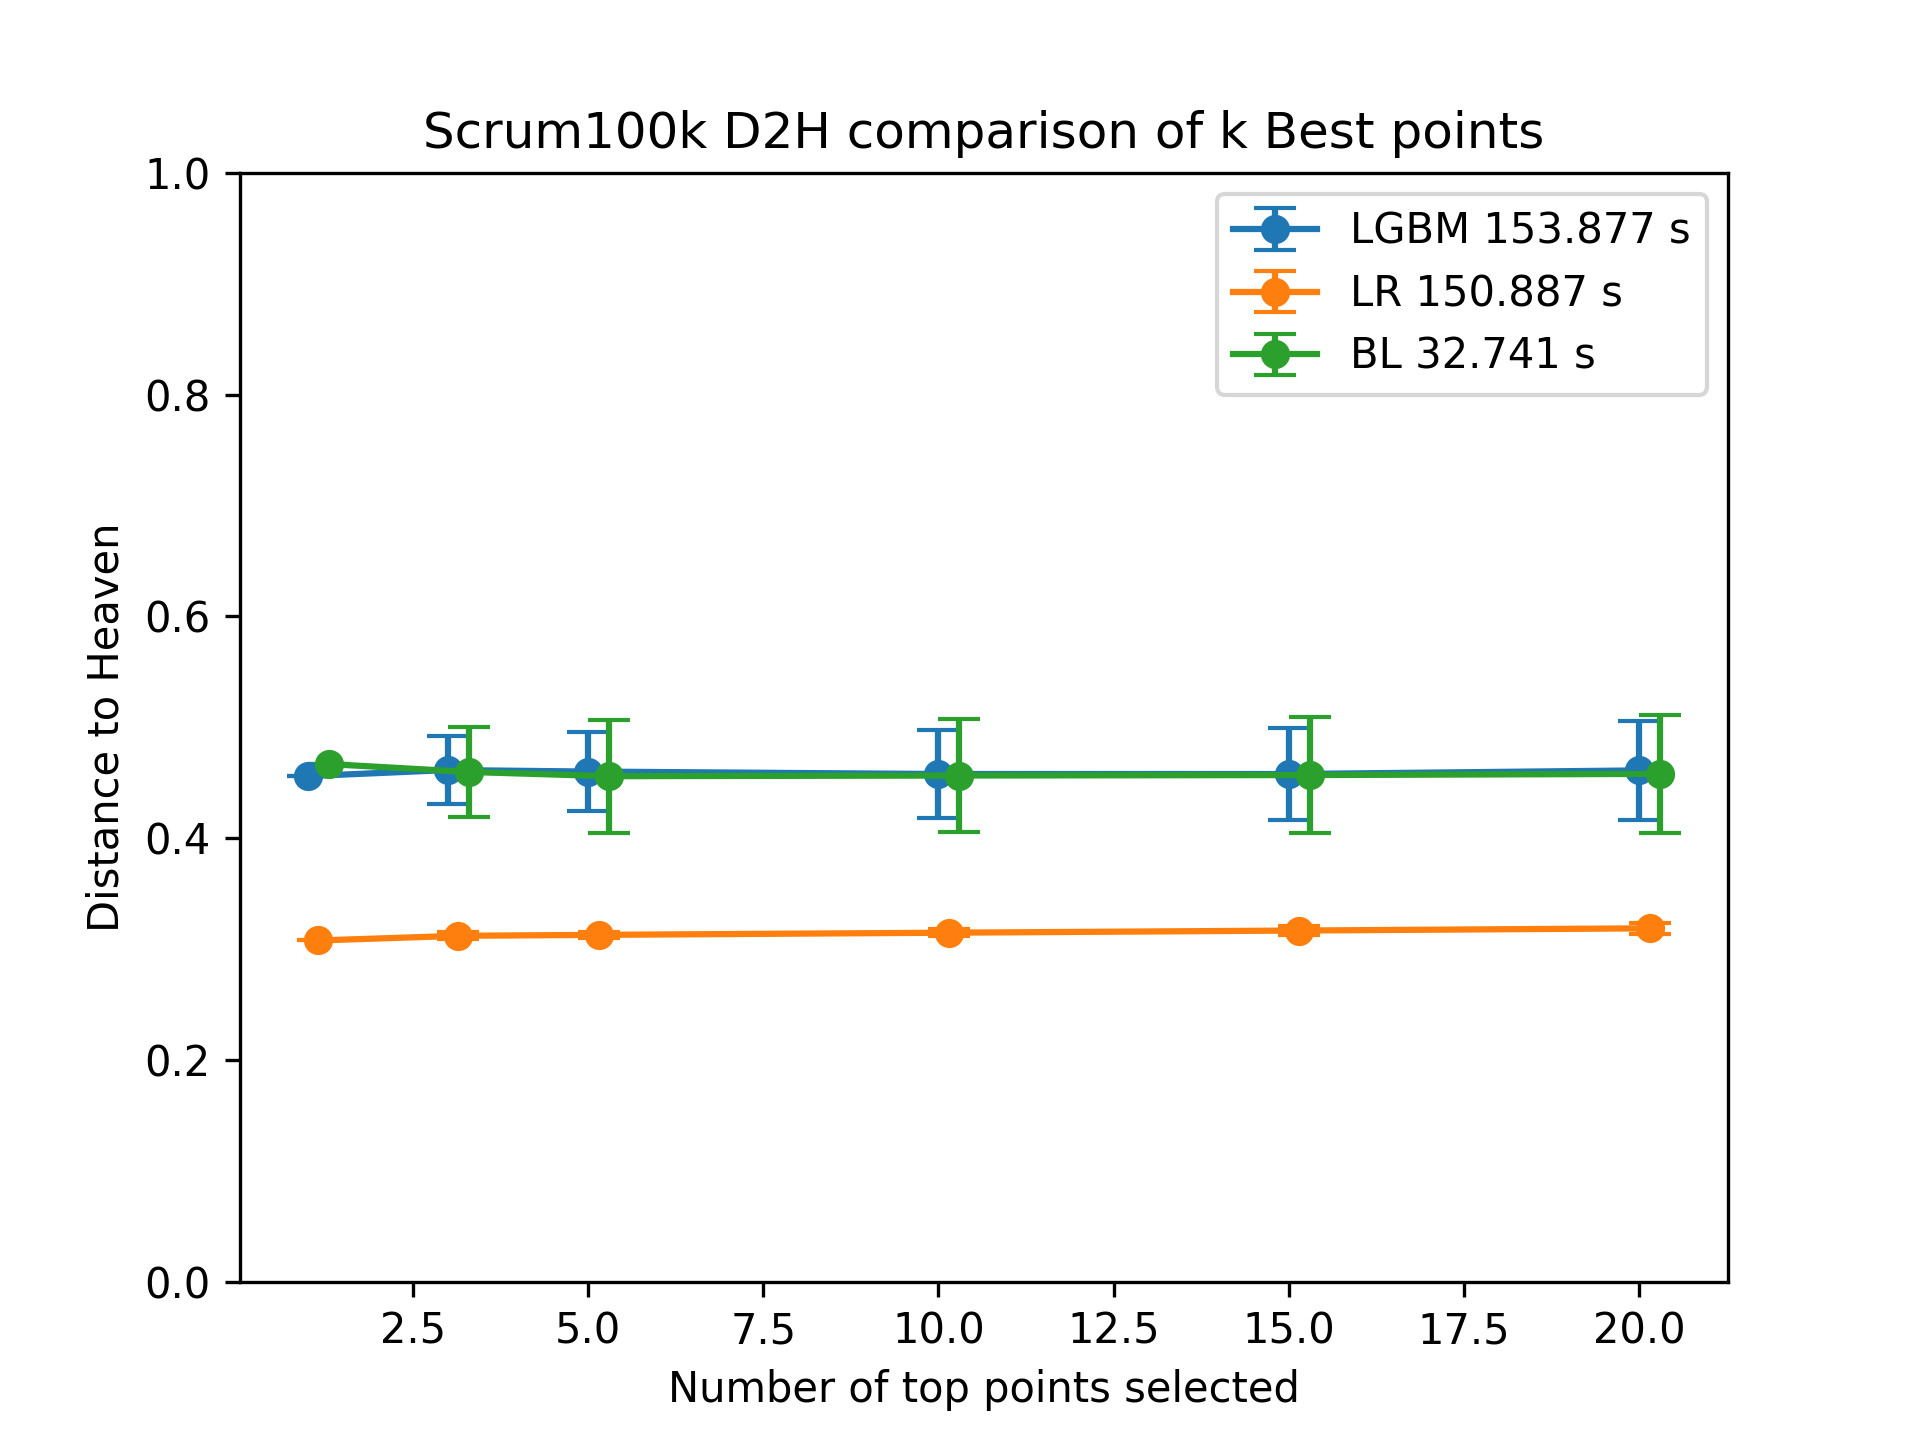 Scrum100k D2H comparison of k Best points
LGBM 153.877 s
LR 150.887 s
BL 32.741 s
1.0
0.8
0.6
0.4
0.2
0.0
Distance to Heaven
2.5 5.0 7.5 10.0 12.5 15.0 17.5 20.0
Number of top points selected